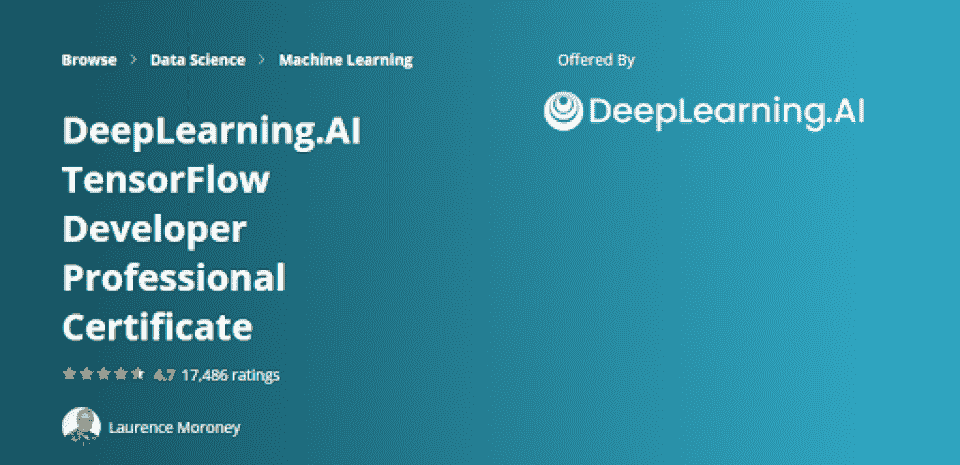 Browse > Data Science > Machine Learning
Offered By
DeepLearning.AI
DeepLearning.AI
TensorFlow
Developer
Professional
Certificate
4.7 17,486 ratings
Laurence Moroney